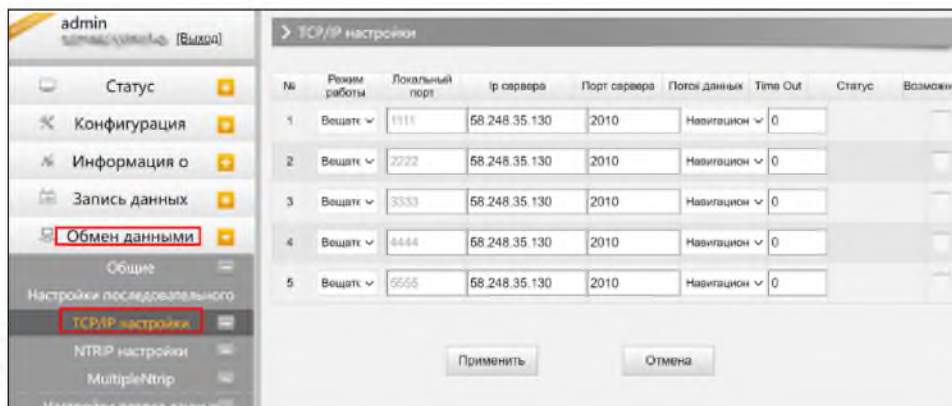 admin
[Выход]
Статус
Конфигурация
Информация о
Запись данных
Обмен данными
Общие
Настройки последовательного
TCP/IP настройки
NTRIP настройки
MultipleNtrip
TCP/IP настройки
№ Режим работы Локальный порт Ip сервера Порт сервера Поток данных Time Out Статус Возможн
1 Вещате 1111 58.248.35.130 2010 Навигацион 0
2 Вещате 2222 58.248.35.130 2010 Навигацион 0
3 Вещате 3333 58.248.35.130 2010 Навигацион 0
4 Вещате 4444 58.248.35.130 2010 Навигацион 0
5 Вещате 5555 58.248.35.130 2010 Навигацион 0
Применить Отмена